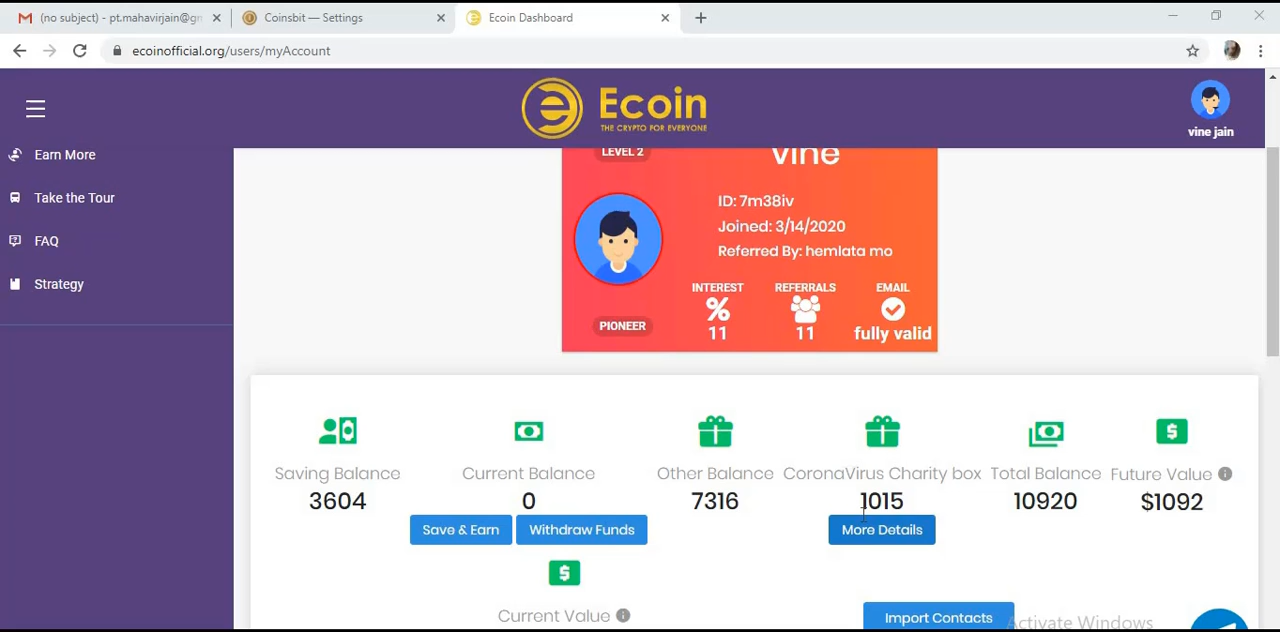 (no subject) - pt.mahavirjain@gm
Coinsbit — Settings
Ecoin Dashboard
ecoinofficial.org/users/myAccount
Ecoin
THE CRYPTO FOR EVERYONE
vine jain
Earn More
Take the Tour
FAQ
Strategy
LEVEL 2
vine
ID: 7m38iv
Joined: 3/14/2020
Referred By: hemlata mo
INTEREST REFERRALS EMAIL
11 11 fully valid
PIONEER
Saving Balance Current Balance Other Balance CoronaVirus Charity box Total Balance Future Value
3604 0 7316 1015 10920 $1092
Save & Earn Withdraw Funds More Details
Current Value
Import Contacts
Activate Windows